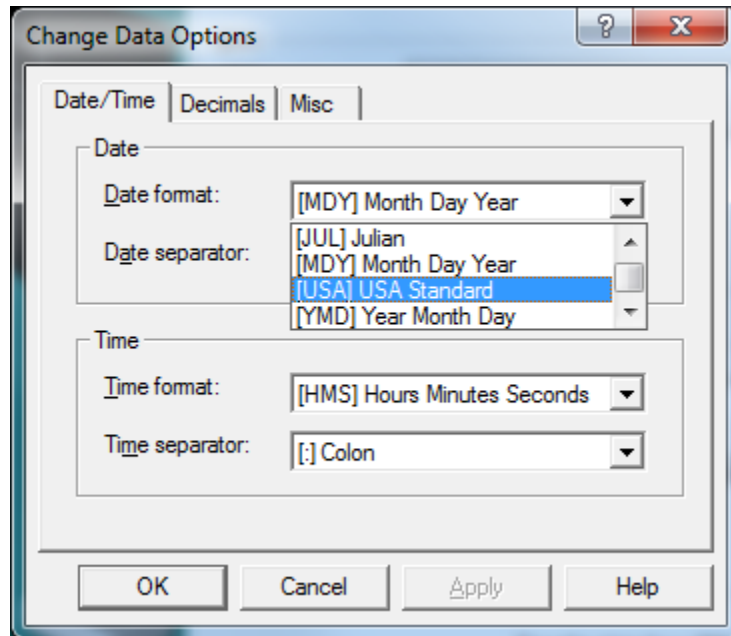 Change Data Options
Date/Time Decimals Misc
Date
Date format: [MDY] Month Day Year
[JUL] Julian
Date separator: [MDY] Month Day Year
[USA] USA Standard
[YMD] Year Month Day
Time
Time format: [HMS] Hours Minutes Seconds
Time separator: [:] Colon
OK Cancel Apply Help